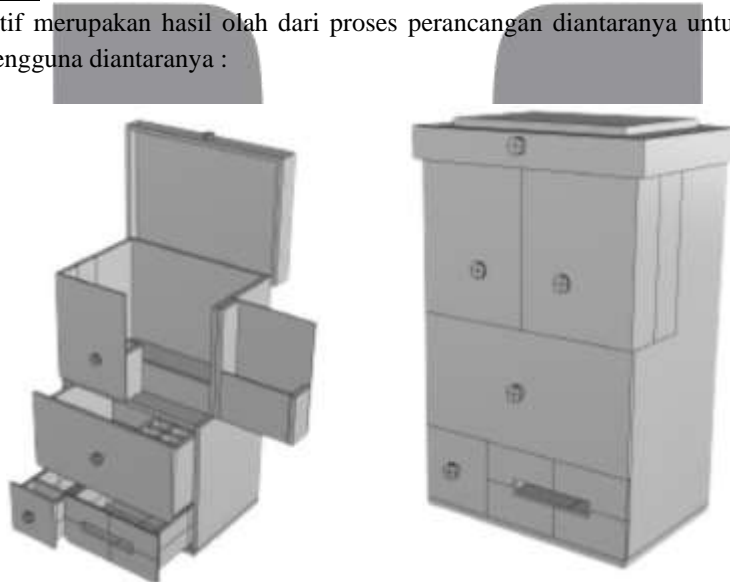 tif merupakan hasil olah dari proses perancangan diantaranya untu
engguna diantaranya :